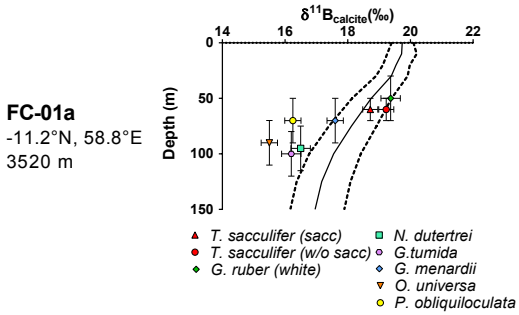 δ¹¹B_calcite(‰)
14 16 18 20 22
0
50
100
150
Depth (m)
FC-01a
-11.2°N, 58.8°E
3520 m
T. sacculifer (sacc)
T. sacculifer (w/o sacc)
G. ruber (white)
N. dutertrei
G.tumida
G. menardii
O. universa
P. obliquiloculata